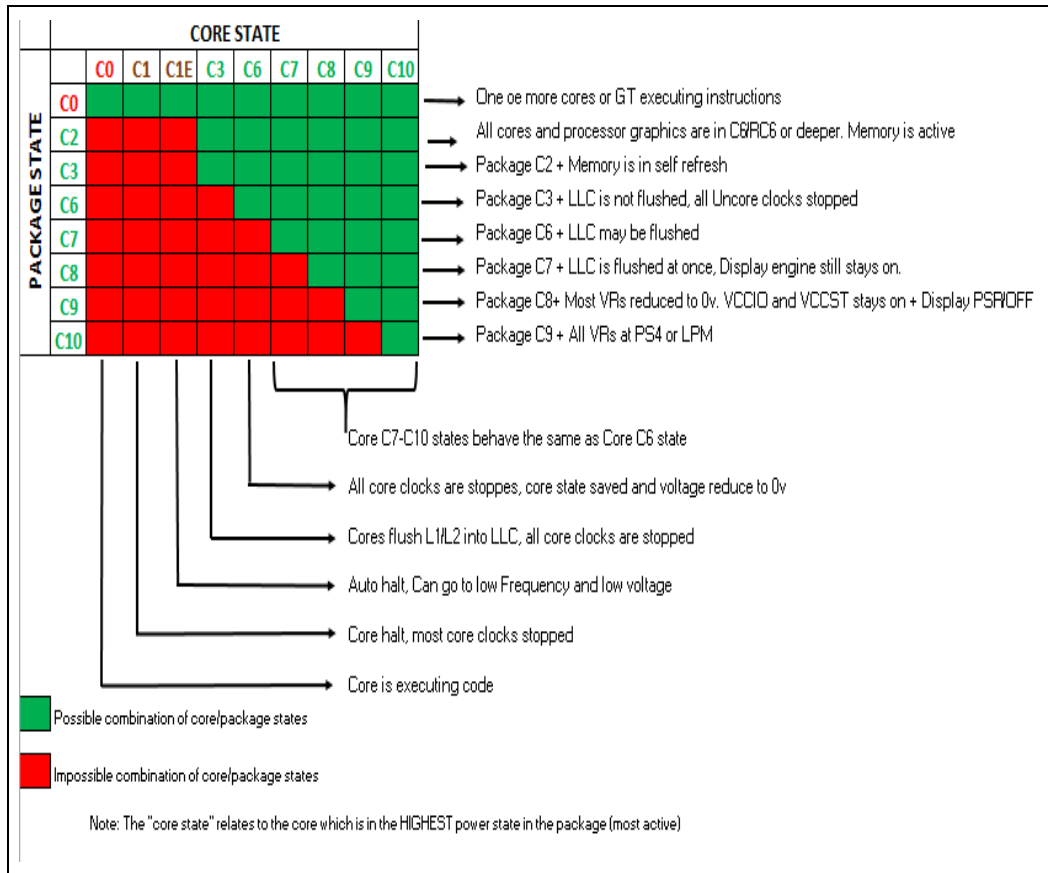 CORE STATE
C0 C1 C1E C3 C6 C7 C8 C9 C10
PACKAGE STATE
C0 One oe more cores or GT executing instructions
C2 All cores and processor graphics are in C6/RC6 or deeper. Memory is active
C3 Package C2 + Memory is in self refresh
C6 Package C3 + LLC is not flushed, all Uncore clocks stopped
C7 Package C6 + LLC may be flushed
C8 Package C7 + LLC is flushed at once, Display engine still stays on.
C9 Package C8+ Most VRs reduced to 0v. VCCIO and VCCST stays on + Display PSR/OFF
C10 Package C9 + All VRs at PS4 or LPM
Core C7-C10 states behave the same as Core C6 state
All core clocks are stoppes, core state saved and voltage reduce to 0v
Cores flush L1/L2 into LLC, all core clocks are stopped
Auto halt, Can go to low Frequency and low voltage
Core halt, most core clocks stopped
Core is executing code
Possible combination of core/package states
Impossible combination of core/package states
Note: The "core state" relates to the core which is in the HIGHEST power state in the package (most active)